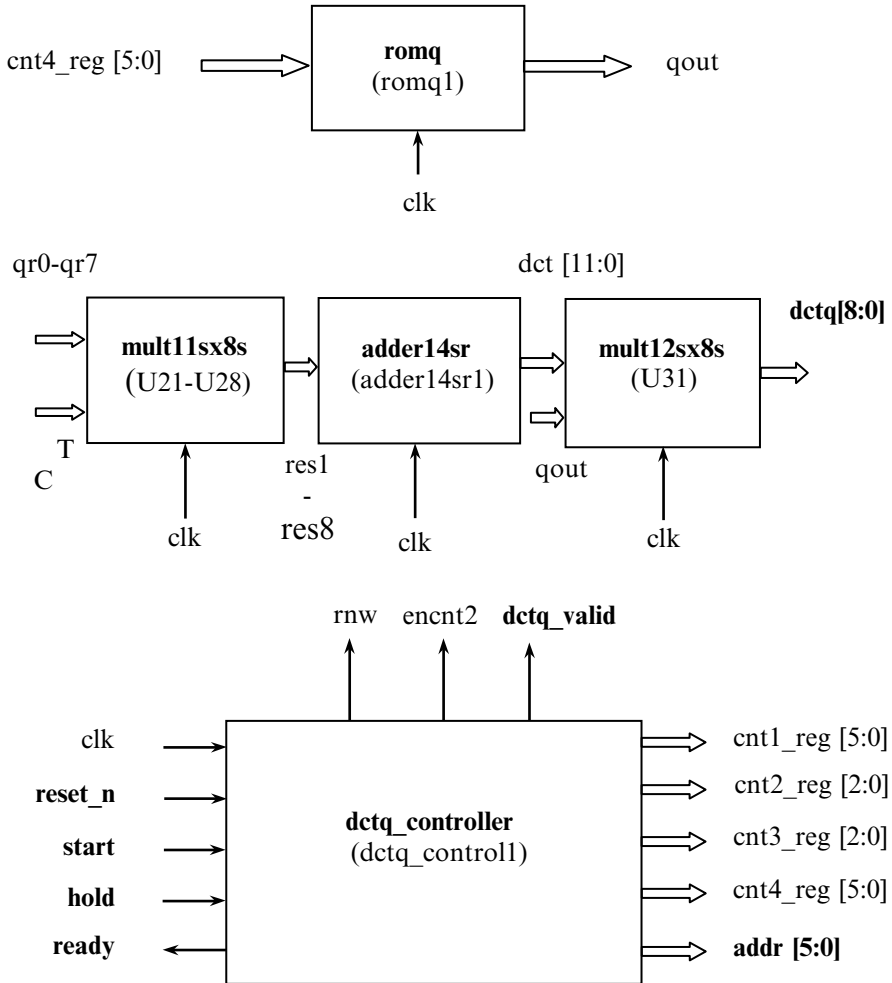 romq
cnt4_reg [5:0]
(romq1)
qout
clk
qr0-qr7
dct [11:0]
dctq[8:0]
mult11sx8s
(U21-U28)
adder14sr
(adder14sr1)
mult12sx8s
(U31)
T
C
res1
-
res8
qout
clk
clk
clk
rnw
encnt2
dctq_valid
clk
reset_n
start
hold
ready
dctq_controller
(dctq_control1)
cnt1_reg [5:0]
cnt2_reg [2:0]
cnt3_reg [2:0]
cnt4_reg [5:0]
addr [5:0]